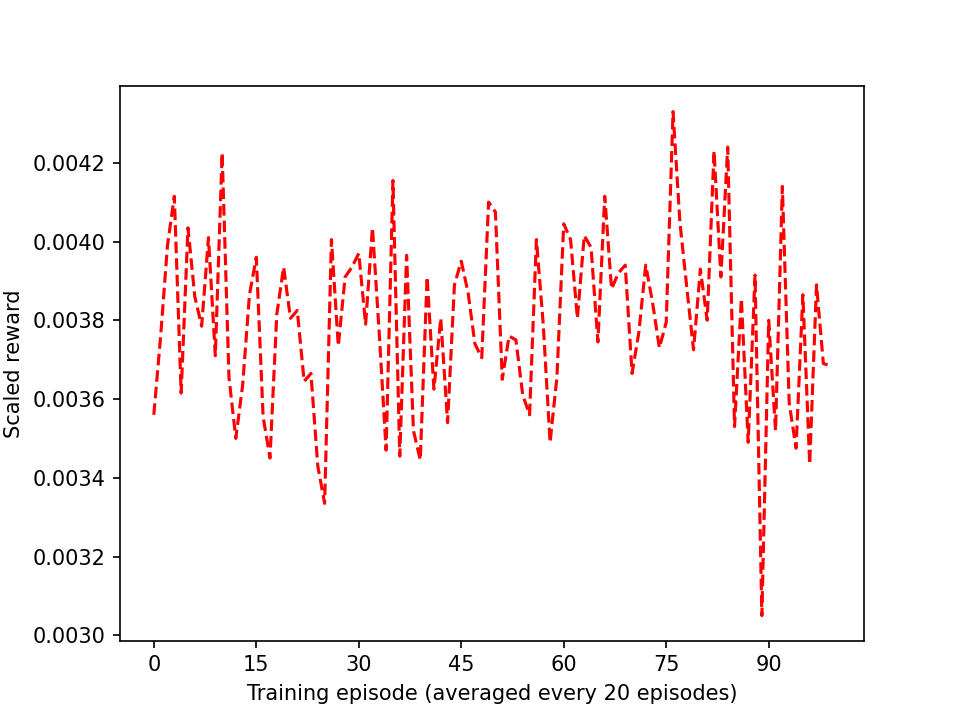 Scaled reward
0.0042
0.0040
0.0038
0.0036
0.0034
0.0032
0.0030
0 15 30 45 60 75 90
Training episode (averaged every 20 episodes)